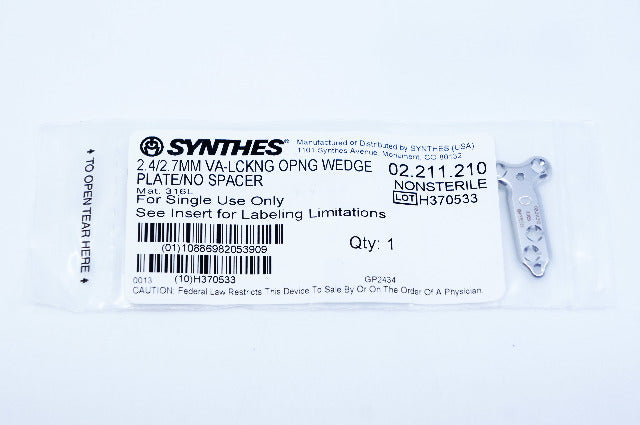 SYNTHES®
Manufactured or Distributed by SYNTHES (USA)
1101 Synthes Avenue, Monument, CO 80132
2.4/2.7MM VA-LCKNG OPNG WEDGE
PLATE/NO SPACER
02.211.210
NONSTERILE
LOT H370533
Mat: 316L
For Single Use Only
See Insert for Labeling Limitations
(01)10886982053909
Qty: 1
(10)H370533
0013
GP2434
CAUTION: Federal Law Restricts This Device To Sale By Or On The Order Of A Physician.
TO OPEN TEAR HERE